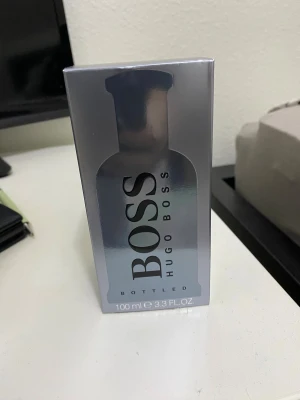 BOSS
HUGO BOSS
BOTTLED
100 ml ℮ 3.3 FL.OZ